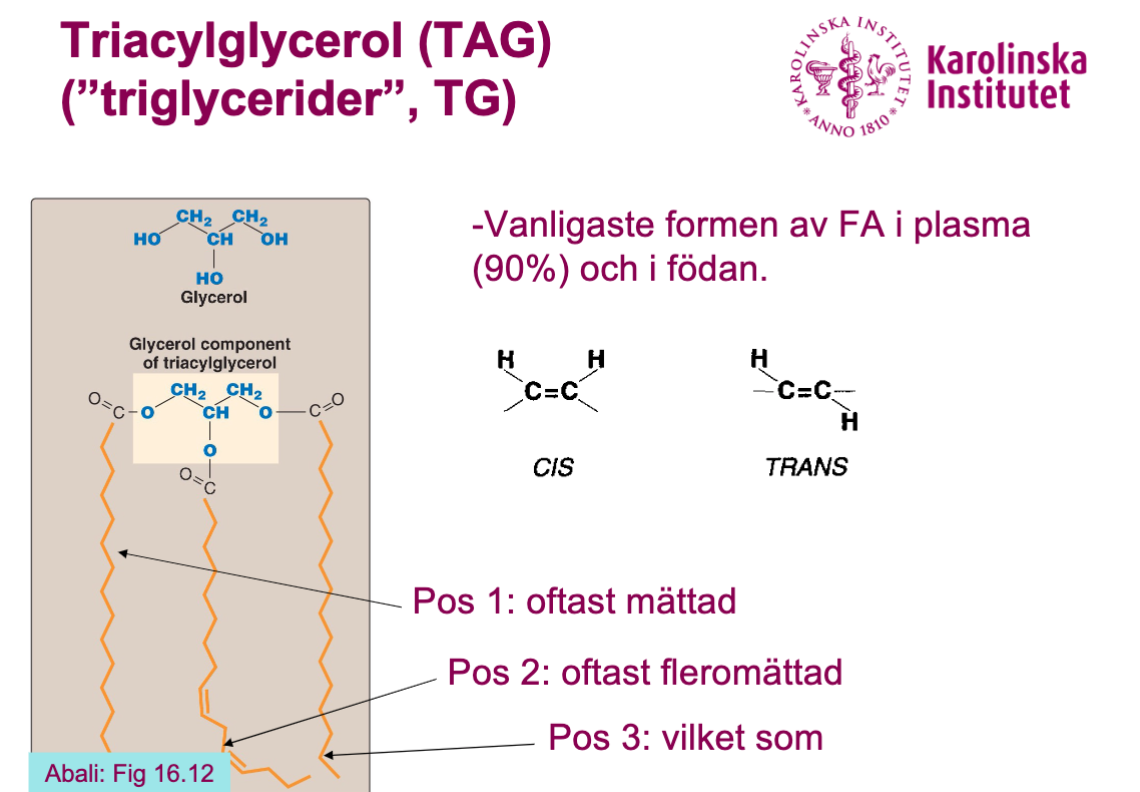 Triacylglycerol (TAG)
("triglycerider", TG)
KAROLINSKA INSTITUTET
ANNO 1810
Karolinska
Institutet
CH2 CH2
HO CH OH
HO
Glycerol
Glycerol component
of triacylglycerol
CH2 CH2
O=C-O CH O-C=O
O
O=C
-Vanligaste formen av FA i plasma
(90%) och i födan.
H H
C=C
CIS
H
C=C
H
TRANS
Pos 1: oftast mättad
Pos 2: oftast fleromättad
Pos 3: vilket som
Abali: Fig 16.12